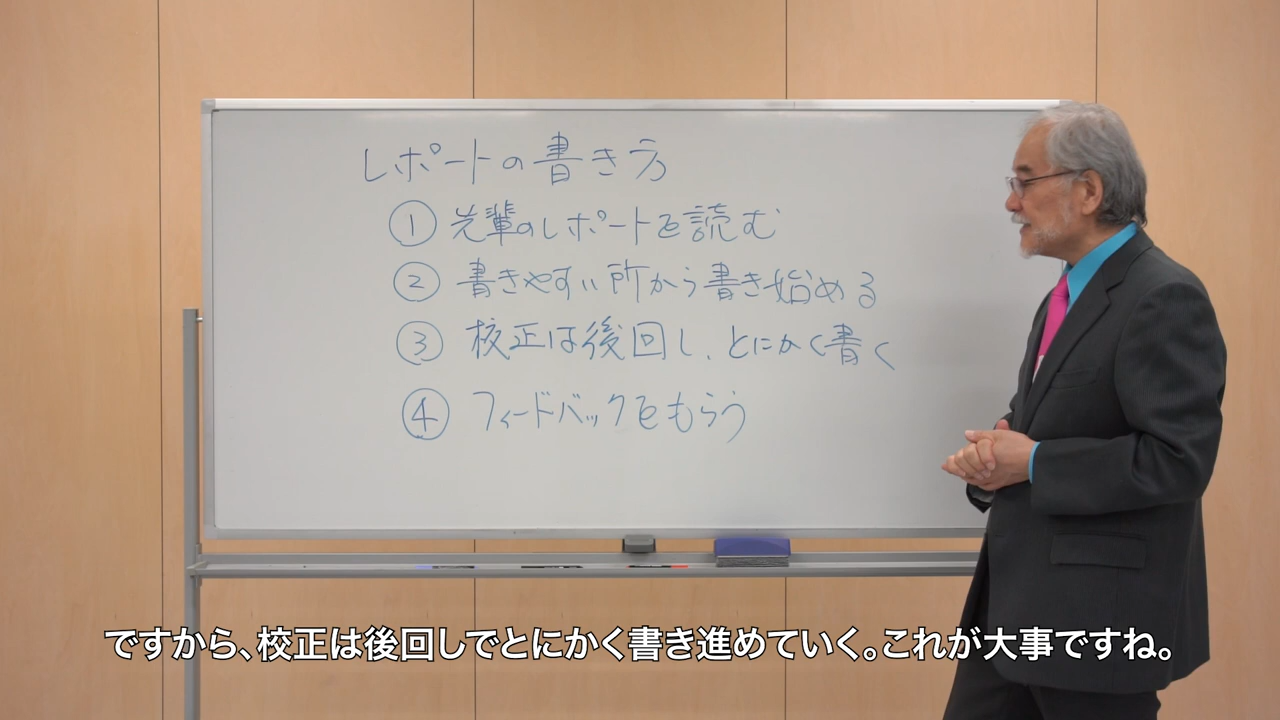 レポートの書き方
① 先輩のレポートを読む
② 書きやすい所から書き始める
③ 校正は後回し、とにかく書く
④ フィードバックをもらう
ですから、校正は後回しでとにかく書き進めていく。これが大事ですね。